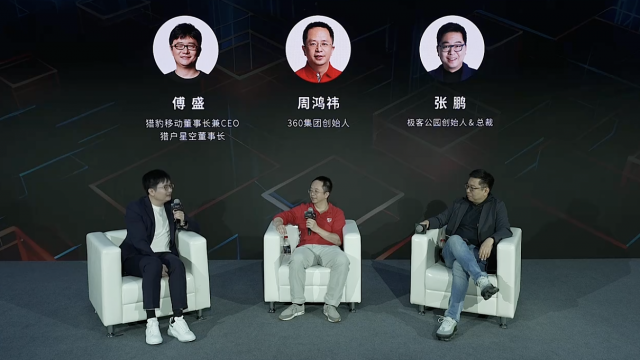 傅 盛
猎豹移动董事长兼CEO
猎户星空董事长
周鸿祎
360集团创始人
张 鹏
极客公园创始人&总裁